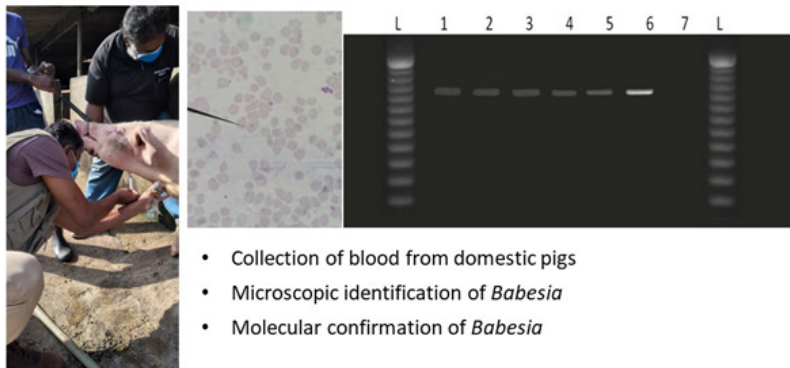 L 1 2 3 4 5 6 7 L
• Collection of blood from domestic pigs
• Microscopic identification of Babesia
• Molecular confirmation of Babesia